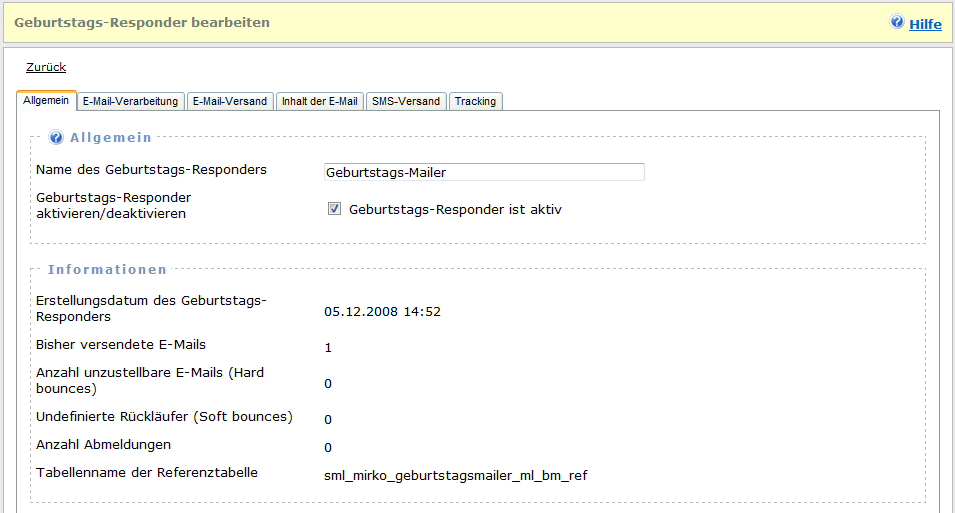 Geburtstags-Responder bearbeiten
Hilfe
Zurück
Allgemein
E-Mail-Verarbeitung
E-Mail-Versand
Inhalt der E-Mail
SMS-Versand
Tracking
Allgemein
Name des Geburtstags-Responders
Geburtstags-Mailer
Geburtstags-Responder
aktivieren/deaktivieren
Geburtstags-Responder ist aktiv
Informationen
Erstellungsdatum des Geburtstags-
Responders
05.12.2008 14:52
Bisher versendete E-Mails
1
Anzahl unzustellbare E-Mails (Hard
bounces)
0
Undefinierte Rückläufer (Soft bounces)
0
Anzahl Abmeldungen
0
Tabellenname der Referenztabelle
sml_mirko_geburtstagsmailer_ml_bm_ref